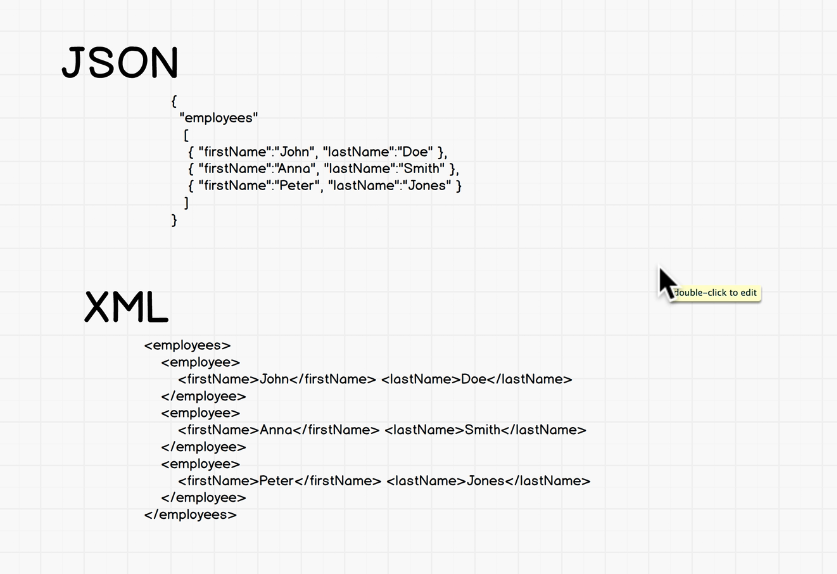 JSON
{
"employees"
[
{ "firstName":"John", "lastName":"Doe" },
{ "firstName":"Anna", "lastName":"Smith" },
{ "firstName":"Peter", "lastName":"Jones" }
]
}
double-click to edit
XML
<employees>
<employee>
<firstName>John</firstName> <lastName>Doe</lastName>
</employee>
<employee>
<firstName>Anna</firstName> <lastName>Smith</lastName>
</employee>
<employee>
<firstName>Peter</firstName> <lastName>Jones</lastName>
</employee>
</employees>